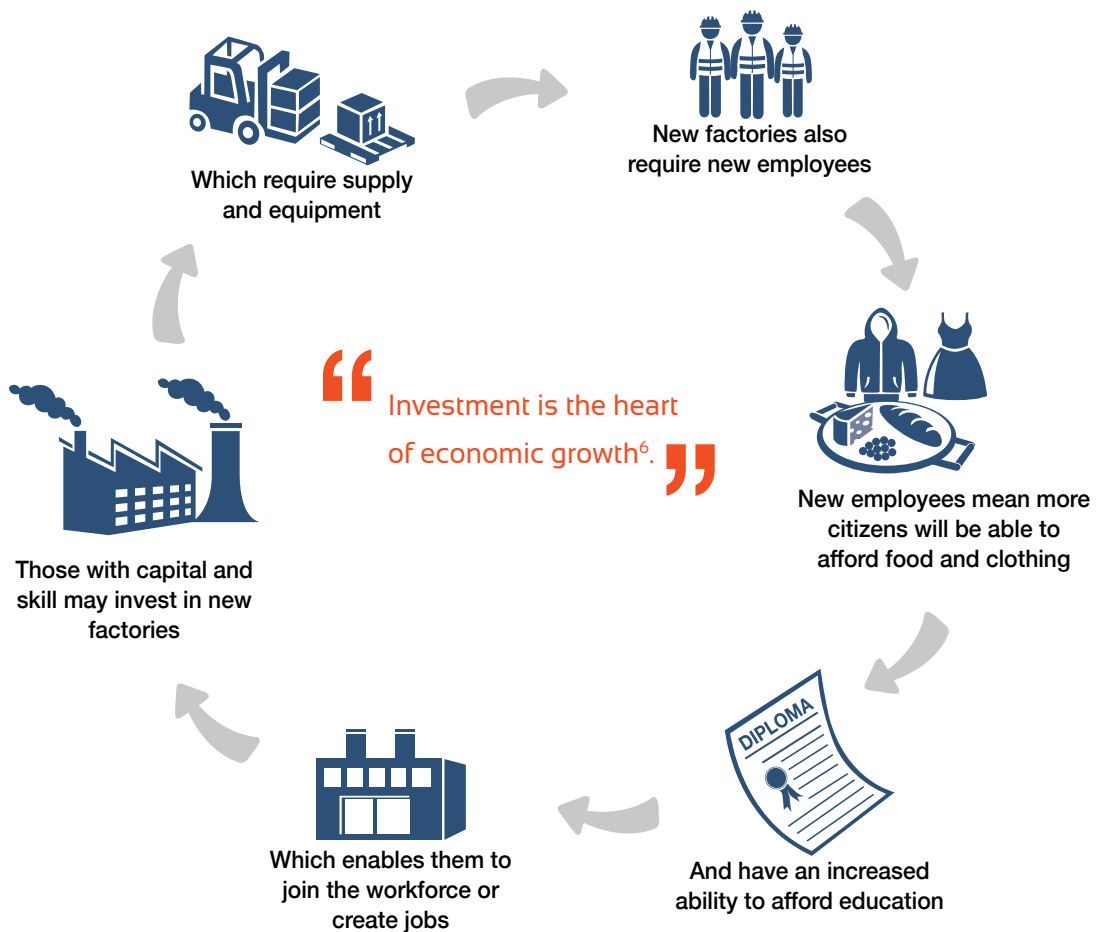 Which require supply
and equipment
New factories also
require new employees
New employees mean more
citizens will be able to
afford food and clothing
DIPLOMA
And have an increased
ability to afford education
Which enables them to
join the workforce or
create jobs
Those with capital and
skill may invest in new
factories
“Investment is the heart
of economic growth⁶.”